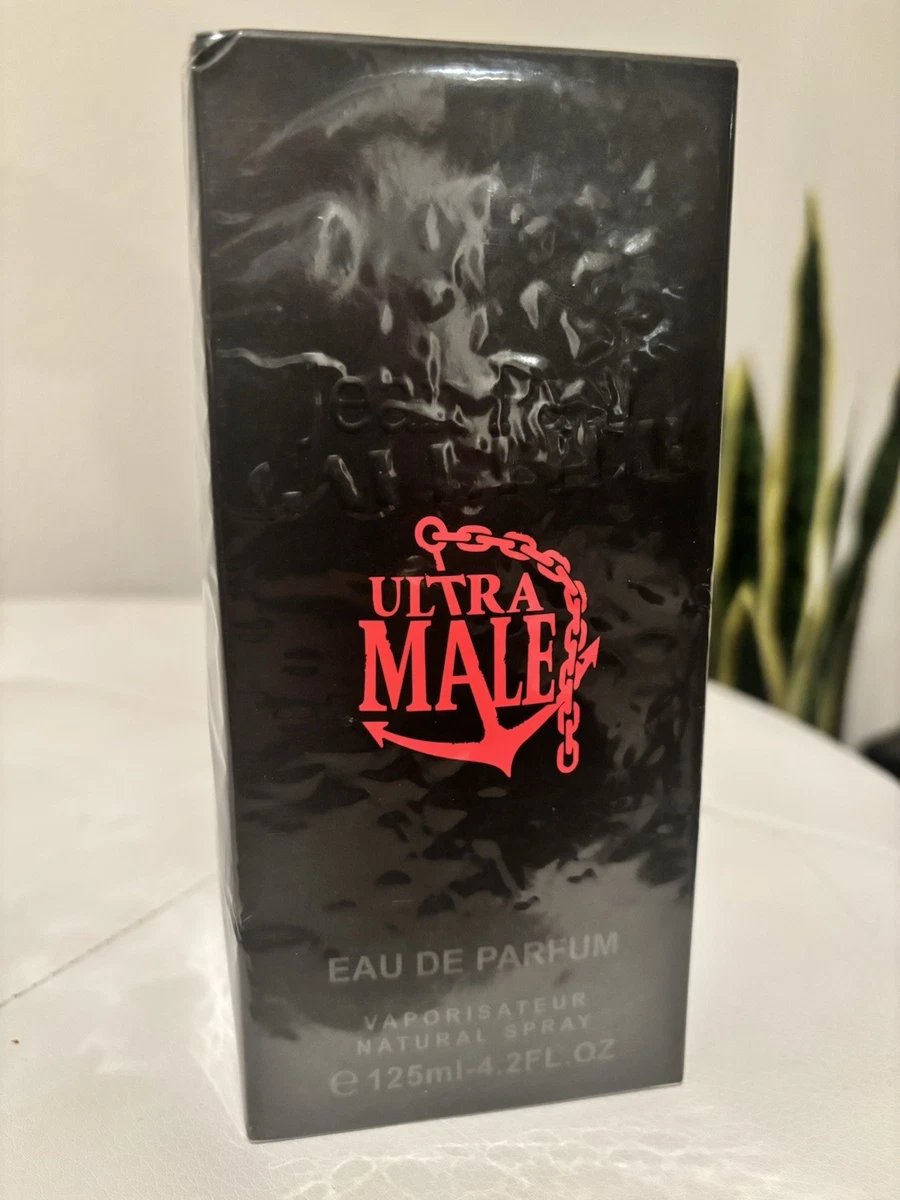 ULTRA
MALE
EAU DE PARFUM
VAPORISATEUR
NATURAL SPRAY
℮ 125ml-4.2FL.OZ